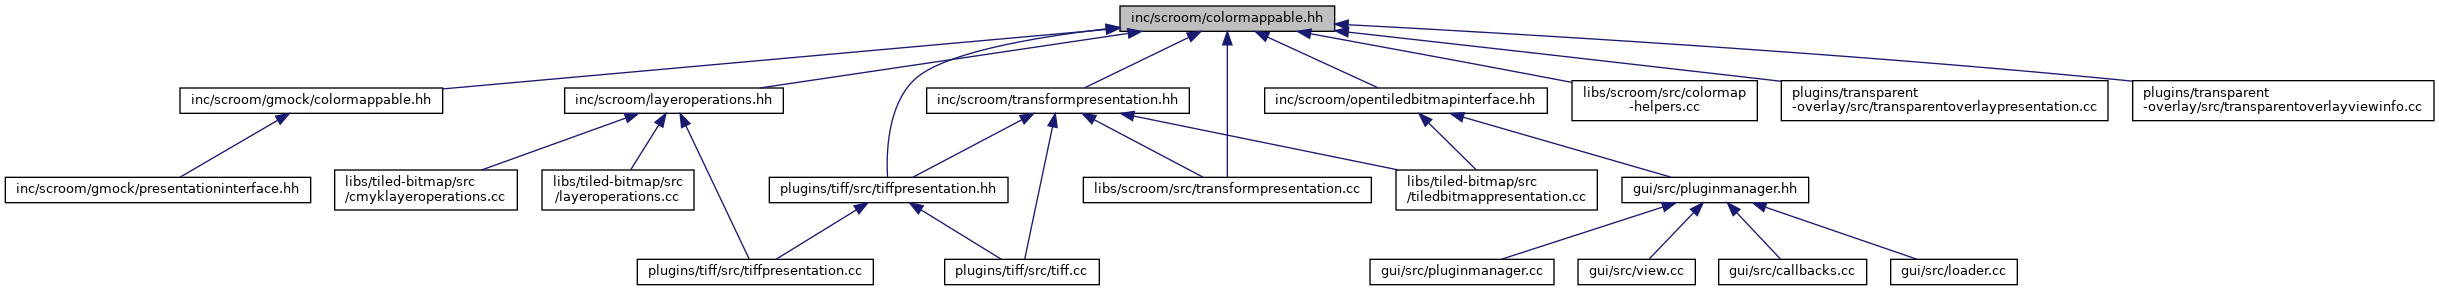 inc/scroom/colormappable.hh
inc/scroom/gmock/colormappable.hh
inc/scroom/layeroperations.hh
inc/scroom/transformpresentation.hh
inc/scroom/opentiledbitmapinterface.hh
libs/scroom/src/colormap
-helpers.cc
plugins/transparent
-overlay/src/transparentoverlaypresentation.cc
plugins/transparent
-overlay/src/transparentoverlayviewinfo.cc
inc/scroom/gmock/presentationinterface.hh
libs/tiled-bitmap/src
/cmyklayeroperations.cc
libs/tiled-bitmap/src
/layeroperations.cc
plugins/tiff/src/tiffpresentation.hh
libs/scroom/src/transformpresentation.cc
libs/tiled-bitmap/src
/tiledbitmappresentation.cc
gui/src/pluginmanager.hh
plugins/tiff/src/tiffpresentation.cc
plugins/tiff/src/tiff.cc
gui/src/pluginmanager.cc
gui/src/view.cc
gui/src/callbacks.cc
gui/src/loader.cc